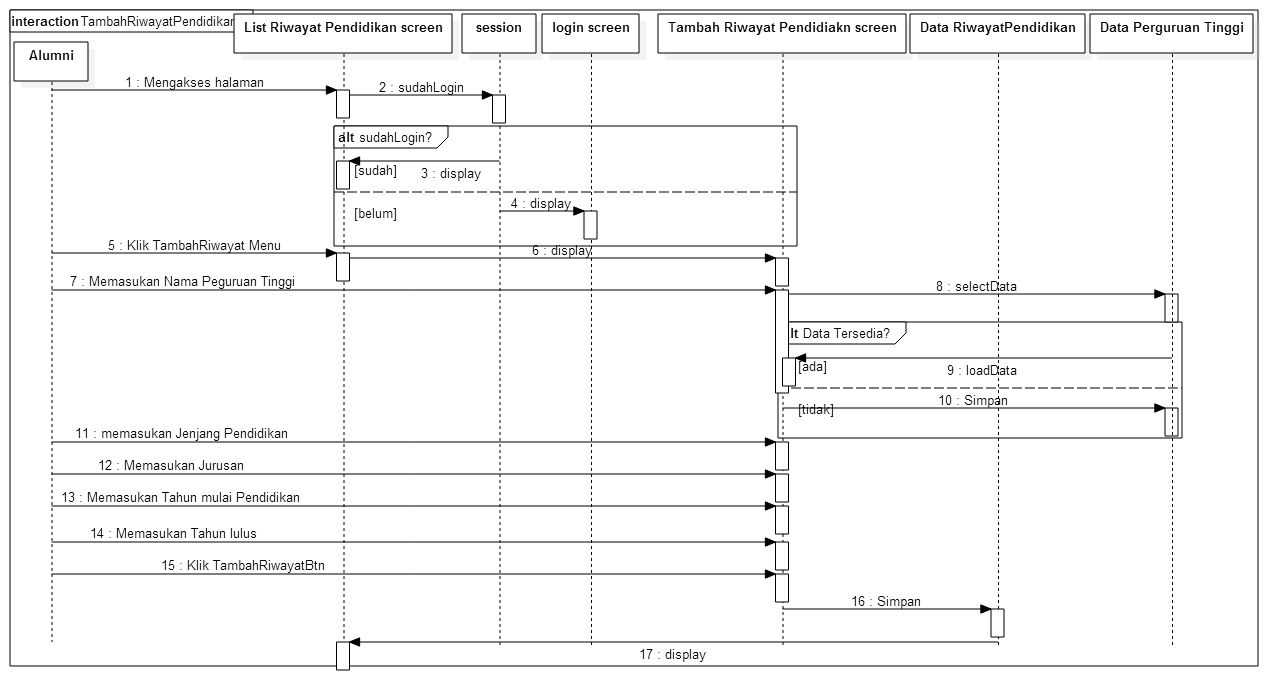 interaction TambahRiwayatPendidikan
List Riwayat Pendidikan screen
session
login screen
Tambah Riwayat Pendidiakn screen
Data RiwayatPendidikan
Data Perguruan Tinggi
Alumni
1 : Mengakses halaman
2 : sudahLogin
alt sudahLogin?
[sudah]
3 : display
4 : display
[belum]
5 : Klik TambahRiwayat Menu
6 : display
7 : Memasukan Nama Peguruan Tinggi
8 : selectData
lt Data Tersedia?
[ada]
9 : loadData
10 : Simpan
[tidak]
11 : memasukan Jenjang Pendidikan
12 : Memasukan Jurusan
13 : Memasukan Tahun mulai Pendidikan
14 : Memasukan Tahun lulus
15 : Klik TambahRiwayatBtn
16 : Simpan
17 : display